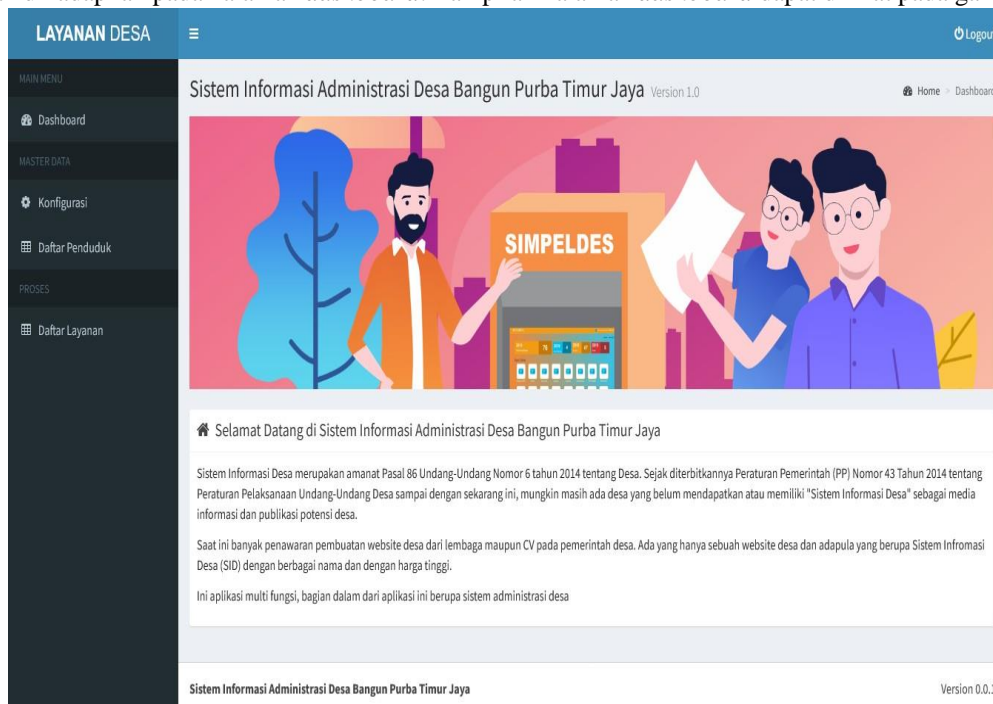 LAYANAN DESA
Logout
MAIN MENU
Dashboard
MASTER DATA
Konfigurasi
Daftar Penduduk
PROSES
Daftar Layanan
Sistem Informasi Administrasi Desa Bangun Purba Timur Jaya Version 1.0
Home > Dashboard
SIMPELDES
Selamat Datang di Sistem Informasi Administrasi Desa Bangun Purba Timur Jaya
Sistem Informasi Desa merupakan amanat Pasal 86 Undang-Undang Nomor 6 tahun 2014 tentang Desa. Sejak diterbitkannya Peraturan Pemerintah (PP) Nomor 43 Tahun 2014 tentang
Peraturan Pelaksanaan Undang-Undang Desa sampai dengan sekarang ini, mungkin masih ada desa yang belum mendapatkan atau memiliki "Sistem Informasi Desa" sebagai media
informasi dan publikasi potensi desa.
Saat ini banyak penawaran pembuatan website desa dari lembaga maupun CV pada pemerintah desa. Ada yang hanya sebuah website desa dan adapula yang berupa Sistem Infromasi
Desa (SID) dengan berbagai nama dan dengan harga tinggi.
Ini aplikasi multi fungsi, bagian dalam dari aplikasi ini berupa sistem administrasi desa
Sistem Informasi Administrasi Desa Bangun Purba Timur Jaya
Version 0.0.